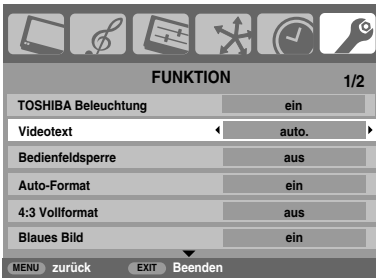 FUNKTION 1/2
TOSHIBA Beleuchtung ein
Videotext auto.
Bedienfeldsperre aus
Auto-Format ein
4:3 Vollformat aus
Blaues Bild ein
MENU zurück EXIT Beenden